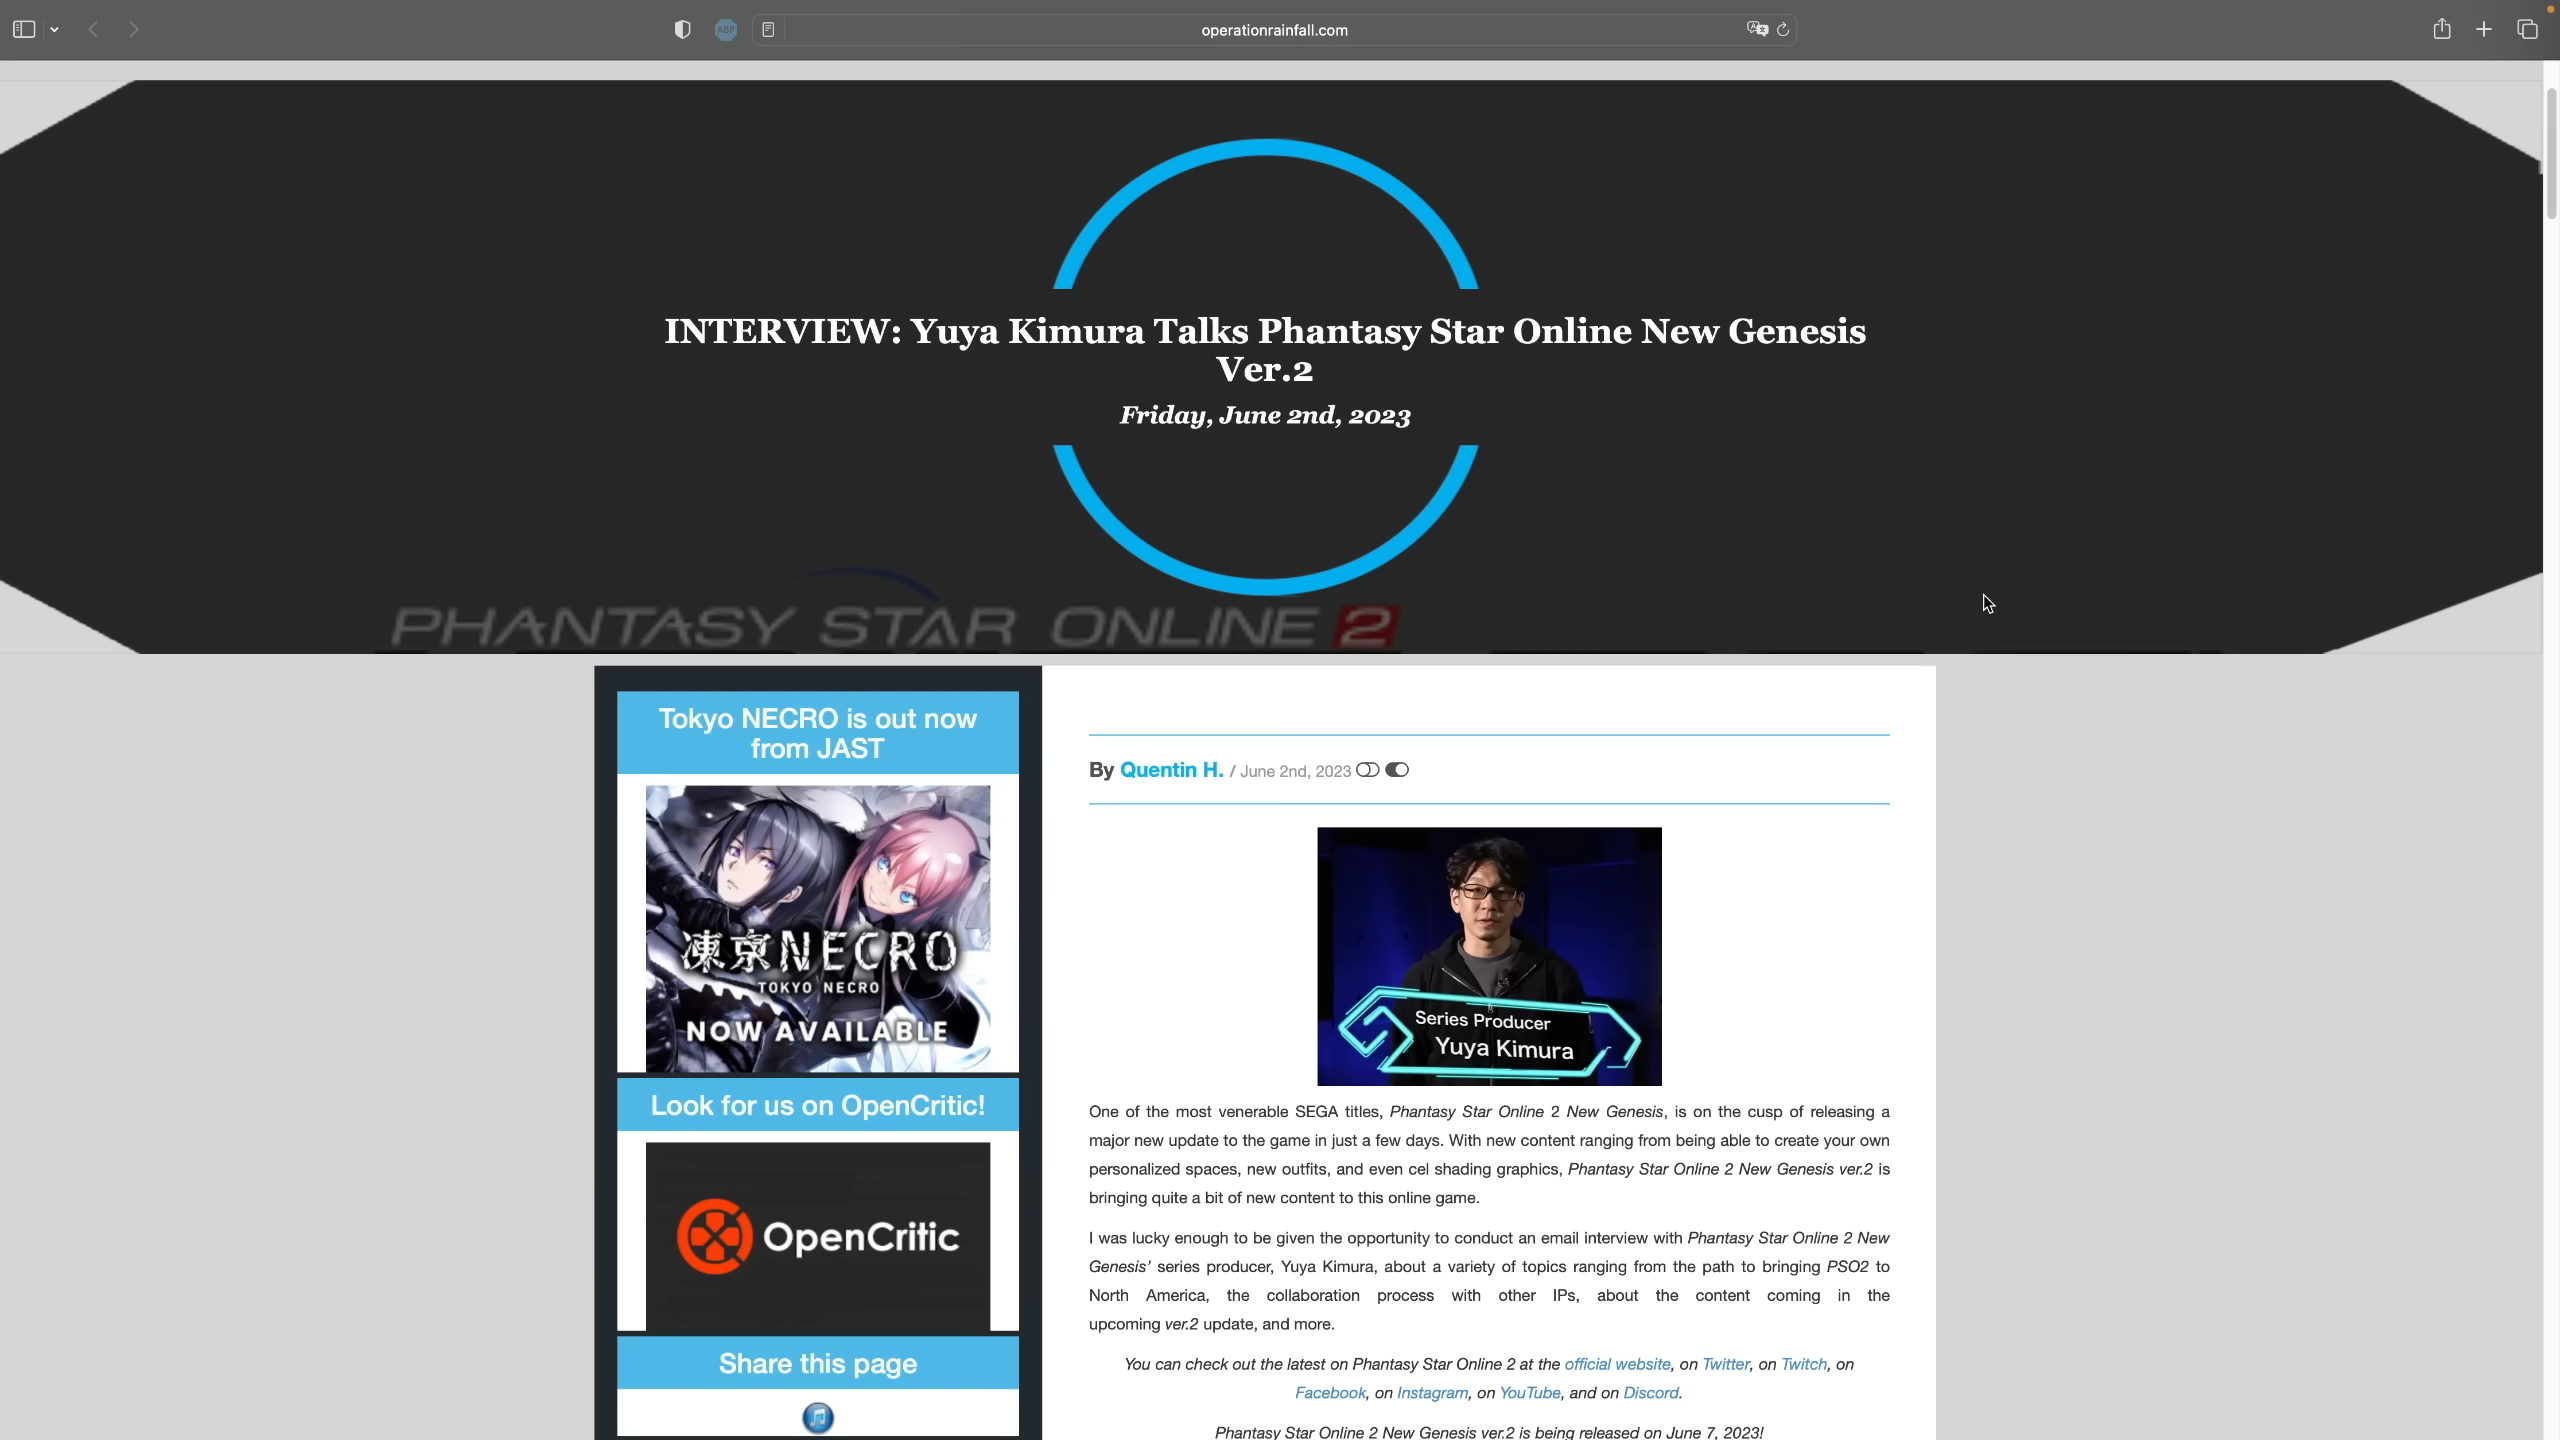 ABP
operationrainfall.com
INTERVIEW: Yuya Kimura Talks Phantasy Star Online New Genesis
Ver.2
Friday, June 2nd, 2023
PHANTASY STAR ONLINE 2
Tokyo NECRO is out now
from JAST
凍京NECRO
TOKYO NECRO
NOW AVAILABLE
Look for us on OpenCritic!
OpenCritic
Share this page
By Quentin H. / June 2nd, 2023
Series Producer
Yuya Kimura
One of the most venerable SEGA titles, Phantasy Star Online 2 New Genesis, is on the cusp of releasing a
major new update to the game in just a few days. With new content ranging from being able to create your own
personalized spaces, new outfits, and even cel shading graphics, Phantasy Star Online 2 New Genesis ver.2 is
bringing quite a bit of new content to this online game.
I was lucky enough to be given the opportunity to conduct an email interview with Phantasy Star Online 2 New
Genesis’ series producer, Yuya Kimura, about a variety of topics ranging from the path to bringing PSO2 to
North America, the collaboration process with other IPs, about the content coming in the
upcoming ver.2 update, and more.
You can check out the latest on Phantasy Star Online 2 at the official website, on Twitter, on Twitch, on
Facebook, on Instagram, on YouTube, and on Discord.
Phantasy Star Online 2 New Genesis ver.2 is being released on June 7, 2023!